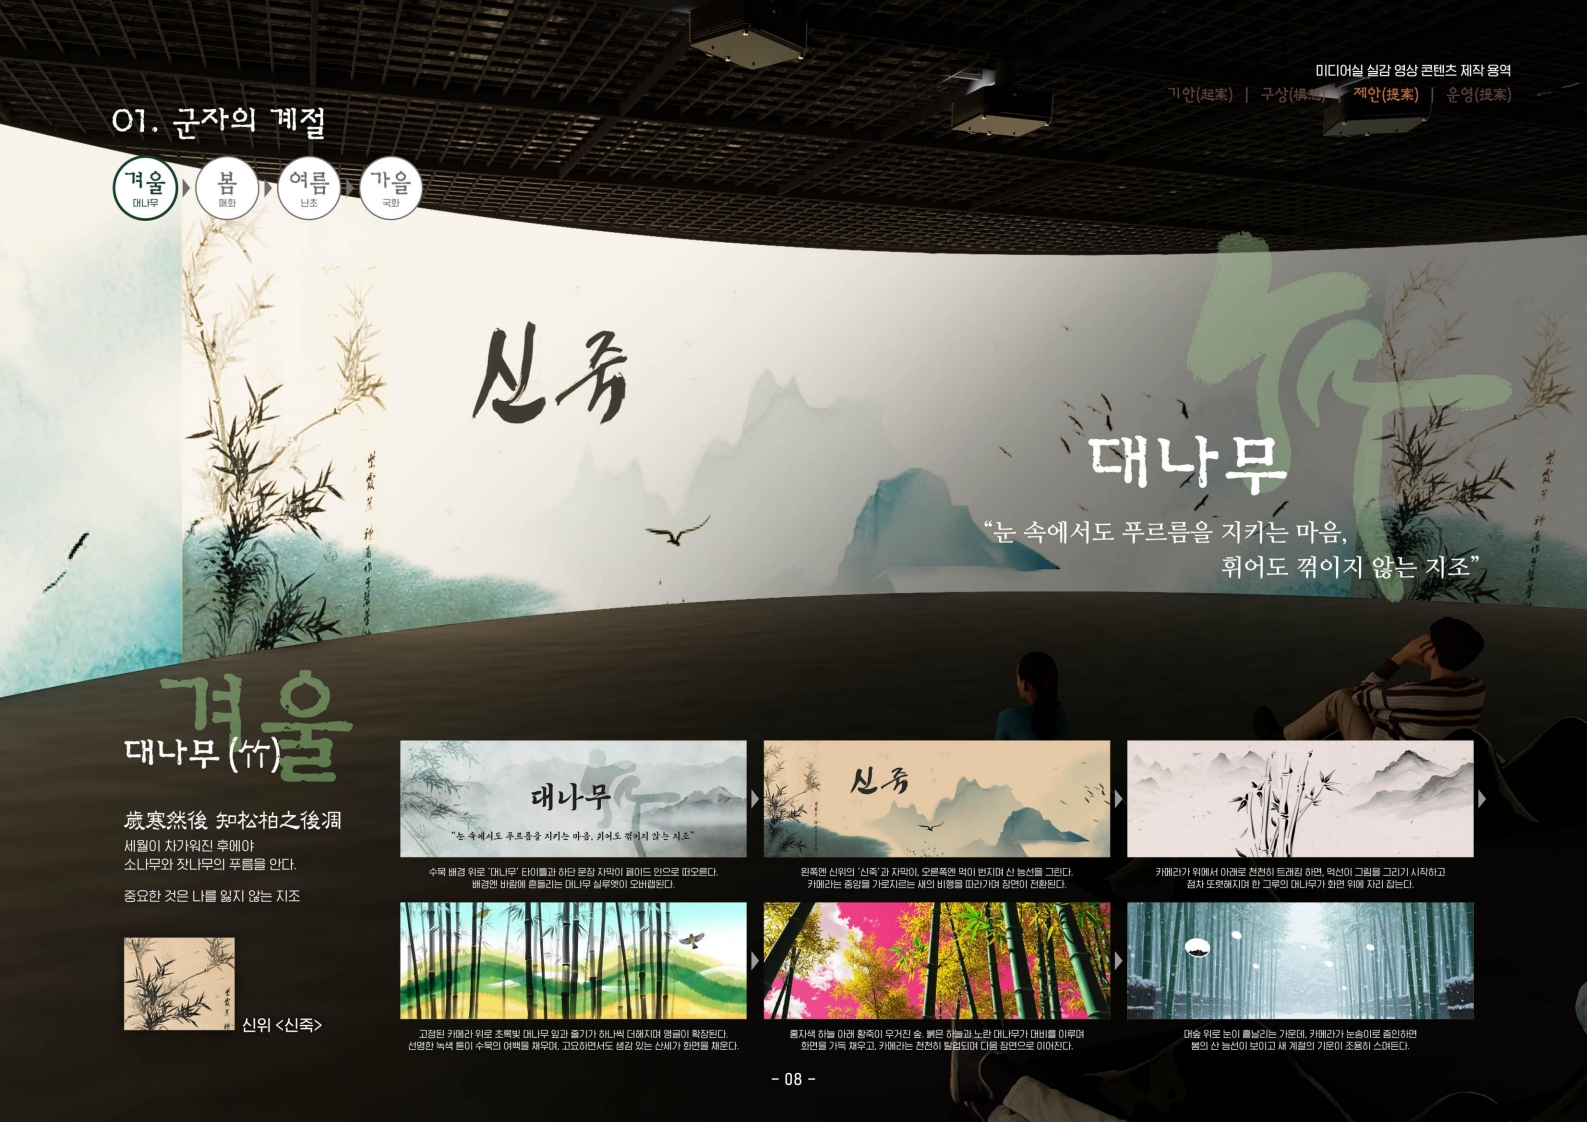 미디어실 실감 영상 콘텐츠 제작 용역
기안(起案) | 구상(構想) | 제안(提案) | 운영(提案)
01. 군자의 계절
겨울 봄 여름 가을
대나무 매화 난초 국화
신죽
竹
대나무
“눈 속에서도 푸르름을 지키는 마음,
휘어도 꺾이지 않는 지조”
겨울
대나무 (竹)
歲寒然後 知松柏之後凋
세월이 차가워진 후에야
소나무와 잣나무의 푸름을 안다.
중요한 것은 나를 잃지 않는 지조
신위 <신죽>
대나무
“눈 속에서도 푸르름을 지키는 마음, 휘어도 꺾이지 않는 지조”
수묵 배경 위로 ‘대나무’ 타이틀과 하단 문장 자막이 페이드 인으로 떠오른다.
배경엔 바람에 흔들리는 대나무 실루엣이 오버랩된다.
신죽
왼쪽엔 신위의 ‘신죽’과 자막이, 오른쪽엔 먹이 번지며 산 능선을 그린다.
카메라는 중앙을 가로지르는 새의 비행을 따라가며 장면이 전환된다.
카메라가 위에서 아래로 천천히 트래킹 하면, 먹선이 그림을 그리기 시작하고
점차 또렷해지며 한 그루의 대나무가 화면 위에 자리 잡는다.
고정된 카메라 위로 초록빛 대나무 잎과 줄기가 하나씩 더해지며 앵글이 확장된다.
선명한 녹색 톤이 수묵의 여백을 채우며, 고요하면서도 생감 있는 산세가 화면을 채운다.
홍자색 하늘 아래 황죽이 우거진 숲. 붉은 하늘과 노란 대나무가 대비를 이루며
화면을 가득 채우고, 카메라는 천천히 틸업되며 다음 장면으로 이어진다.
대숲 위로 눈이 흩날리는 가운데, 카메라가 눈송이로 줌인하면
봄의 산 능선이 보이고 새 계절의 기운이 조용히 스며든다.
- 08 -